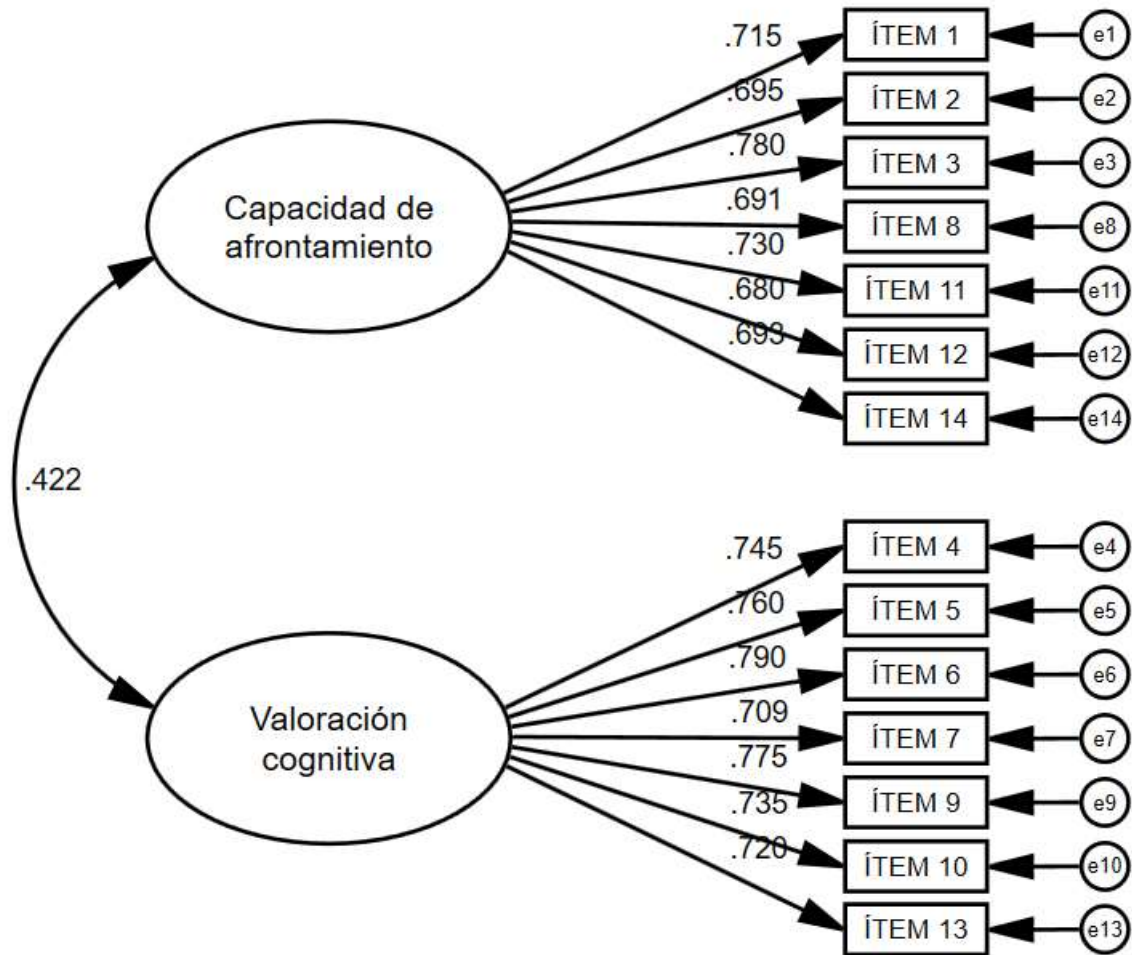 .715
ÍTEM 1
e1
.695
ÍTEM 2
e2
.780
ÍTEM 3
e3
.691
ÍTEM 8
e8
.730
ÍTEM 11
e11
.680
ÍTEM 12
e12
.693
ÍTEM 14
e14
Capacidad de
afrontamiento
.422
.745
ÍTEM 4
e4
.760
ÍTEM 5
e5
.790
ÍTEM 6
e6
.709
ÍTEM 7
e7
.775
ÍTEM 9
e9
.735
ÍTEM 10
e10
.720
ÍTEM 13
e13
Valoración
cognitiva